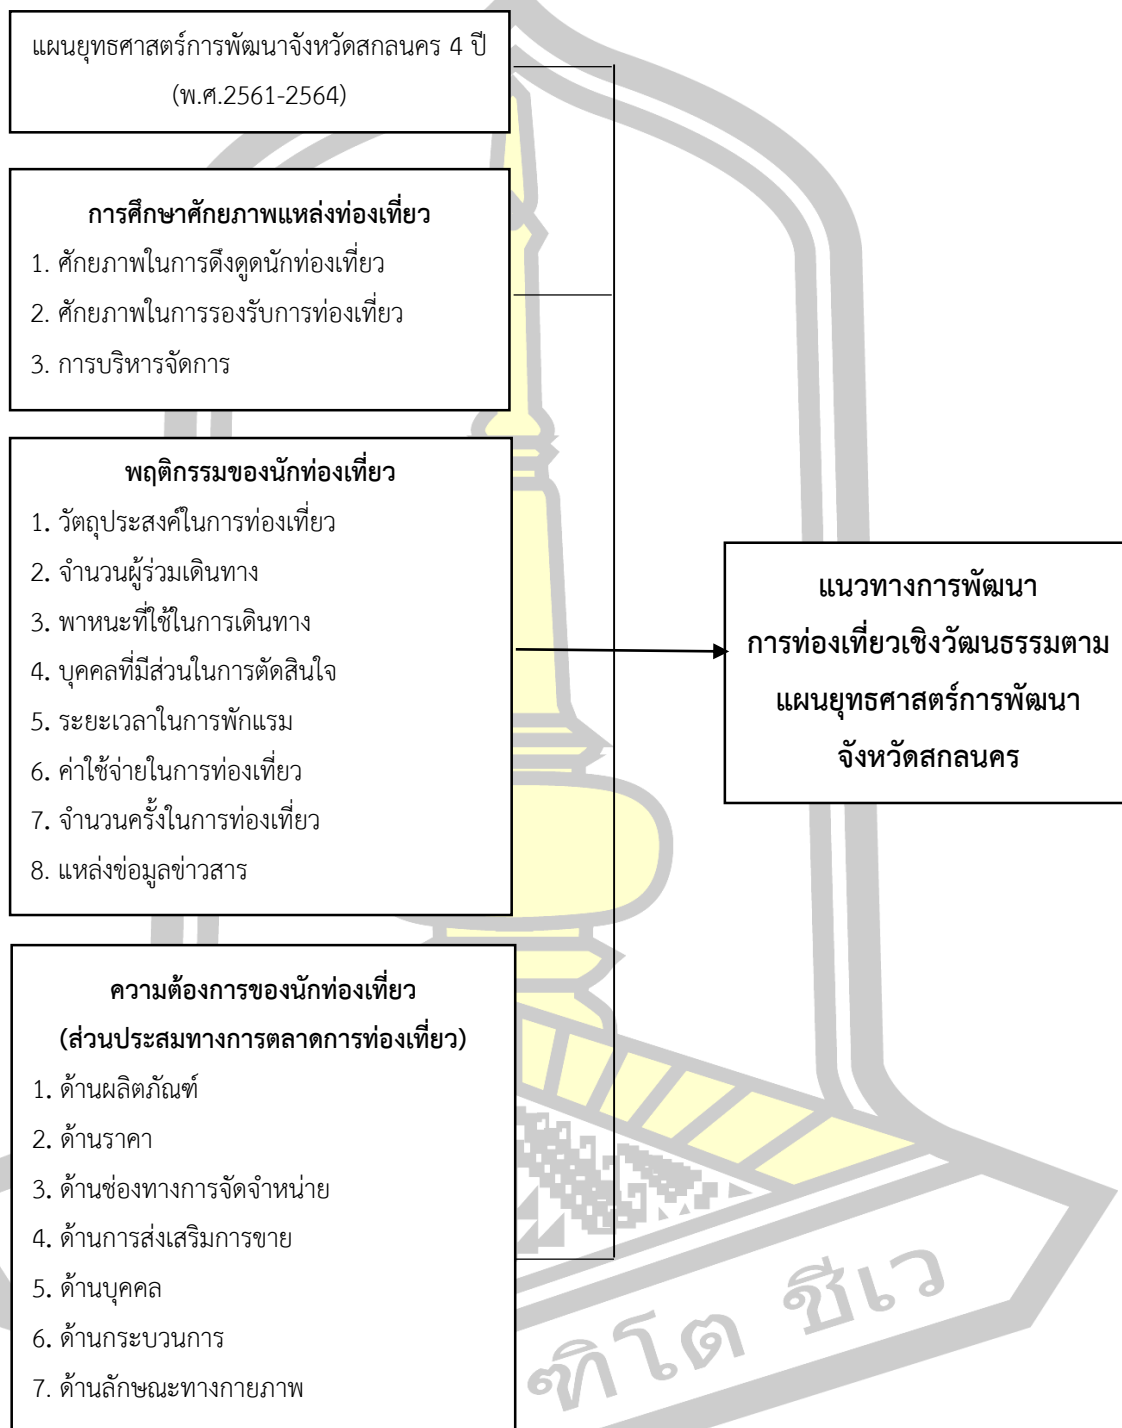 แผนยุทธศาสตร์การพัฒนาจังหวัดสกลนคร 4 ปี
(พ.ศ.2561-2564)
การศึกษาศักยภาพแหล่งท่องเที่ยว
1. ศักยภาพในการดึงดูดนักท่องเที่ยว
2. ศักยภาพในการรองรับการท่องเที่ยว
3. การบริหารจัดการ
พฤติกรรมของนักท่องเที่ยว
1. วัตถุประสงค์ในการท่องเที่ยว
2. จำนวนผู้ร่วมเดินทาง
3. พาหนะที่ใช้ในการเดินทาง
4. บุคคลที่มีส่วนในการตัดสินใจ
5. ระยะเวลาในการพักแรม
6. ค่าใช้จ่ายในการท่องเที่ยว
7. จำนวนครั้งในการท่องเที่ยว
8. แหล่งข้อมูลข่าวสาร
ความต้องการของนักท่องเที่ยว
(ส่วนประสมทางการตลาดการท่องเที่ยว)
1. ด้านผลิตภัณฑ์
2. ด้านราคา
3. ด้านช่องทางการจัดจำหน่าย
4. ด้านการส่งเสริมการขาย
5. ด้านบุคคล
6. ด้านกระบวนการ
7. ด้านลักษณะทางกายภาพ
แนวทางการพัฒนา
การท่องเที่ยวเชิงวัฒนธรรมตาม
แผนยุทธศาสตร์การพัฒนา
จังหวัดสกลนคร
ฑิโต ชีเว